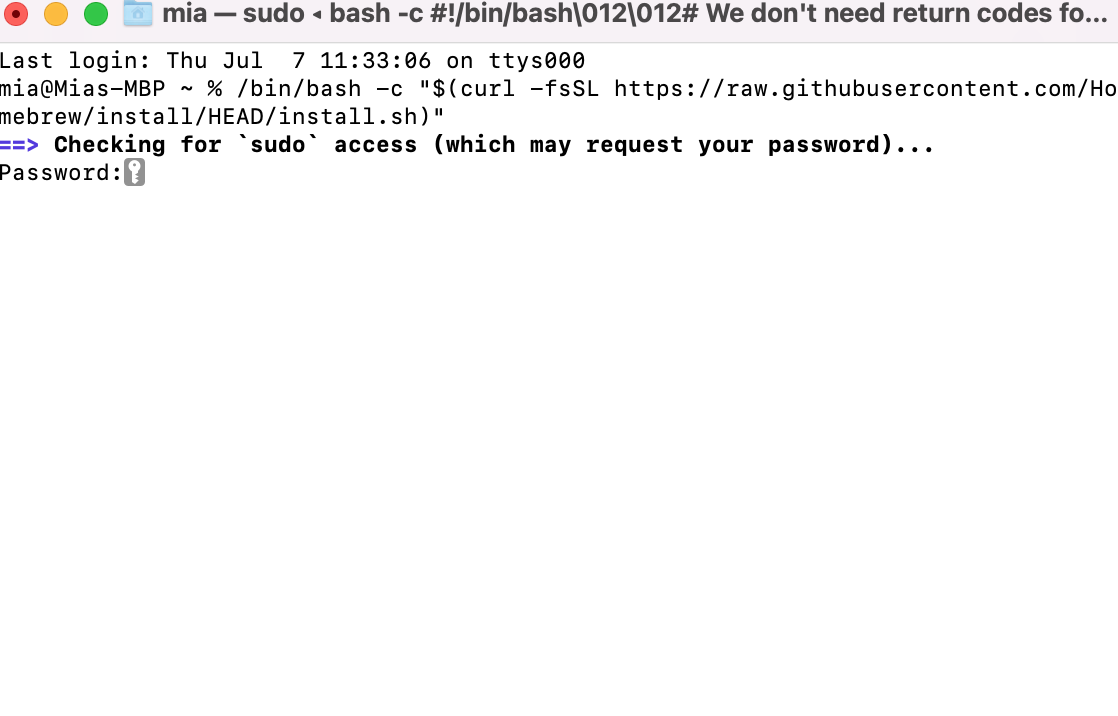 mia — sudo ◂ bash -c #!/bin/bash\012\012# We don't need return codes fo...
Last login: Thu Jul  7 11:33:06 on ttys000
mia@Mias-MBP ~ % /bin/bash -c "$(curl -fsSL https://raw.githubusercontent.com/Ho
mebrew/install/HEAD/install.sh)"
==> Checking for `sudo` access (which may request your password)...
Password: